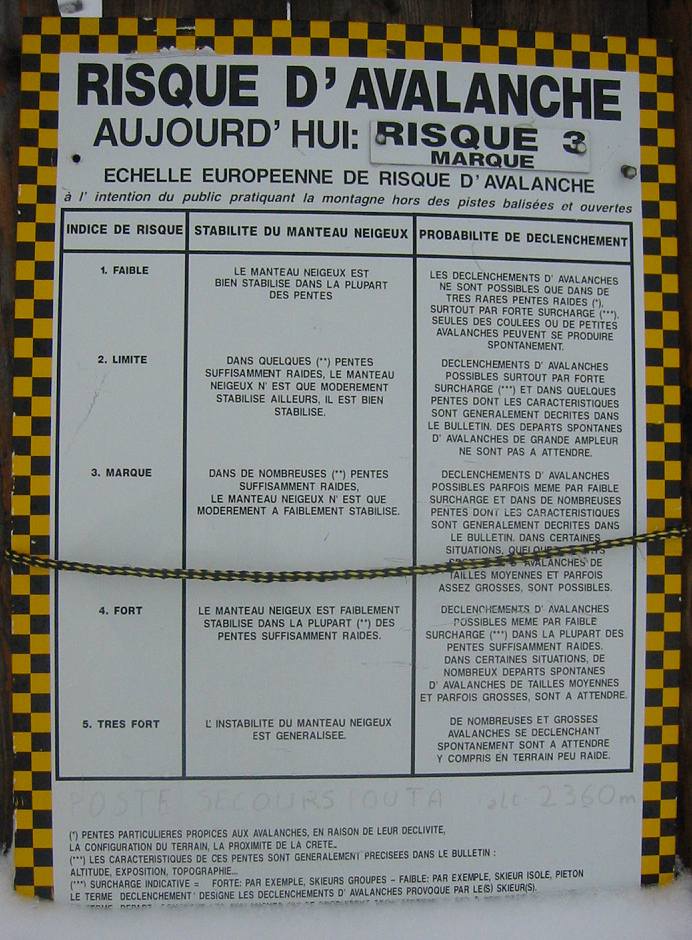 RISQUE D' AVALANCHE
AUJOURD' HUI: RISQUE 3
MARQUE
ECHELLE EUROPEENNE DE RISQUE D' AVALANCHE
à l' intention du public pratiquant la montagne hors des pistes balisées et ouvertes
INDICE DE RISQUE
STABILITE DU MANTEAU NEIGEUX
PROBABILITE DE DECLENCHEMENT
1. FAIBLE
LE MANTEAU NEIGEUX EST
BIEN STABILISE DANS LA PLUPART
DES PENTES
LES DECLENCHEMENTS D' AVALANCHES
NE SONT POSSIBLES QUE DANS DE
TRES RARES PENTES RAIDES (*),
SURTOUT PAR FORTE SURCHARGE (***).
SEULES DES COULEES OU DE PETITES
AVALANCHES PEUVENT SE PRODUIRE
SPONTANEMENT.
2. LIMITE
DANS QUELQUES (**) PENTES
SUFFISAMMENT RAIDES, LE MANTEAU
NEIGEUX N' EST QUE MODEREMENT
STABILISE AILLEURS, IL EST BIEN
STABILISE.
DECLENCHEMENTS D' AVALANCHES
POSSIBLES SURTOUT PAR FORTE
SURCHARGE (***) ET DANS QUELQUES
PENTES DONT LES CARACTERISTIQUES
SONT GENERALEMENT DECRITES DANS
LE BULLETIN. DES DEPARTS SPONTANES
D' AVALANCHES DE GRANDE AMPLEUR
NE SONT PAS A ATTENDRE.
3. MARQUE
DANS DE NOMBREUSES (**) PENTES
SUFFISAMMENT RAIDES,
LE MANTEAU NEIGEUX N' EST QUE
MODEREMENT A FAIBLEMENT STABILISE.
DECLENCHEMENTS D' AVALANCHES
POSSIBLES PARFOIS MEME PAR FAIBLE
SURCHARGE ET DANS DE NOMBREUSES
PENTES DONT LES CARACTERISTIQUES
SONT GENERALEMENT DECRITES DANS
LE BULLETIN. DANS CERTAINES
SITUATIONS,
D' AVALANCHES DE
TAILLES MOYENNES ET PARFOIS
ASSEZ GROSSES, SONT POSSIBLES.
4. FORT
LE MANTEAU NEIGEUX EST FAIBLEMENT
STABILISE DANS LA PLUPART (**) DES
PENTES SUFFISAMMENT RAIDES.
DECLENCHEMENTS D' AVALANCHES
POSSIBLES MEME PAR FAIBLE
SURCHARGE (***) DANS LA PLUPART DES
PENTES SUFFISAMMENT RAIDES.
DANS CERTAINES SITUATIONS, DE
NOMBREUX DEPARTS SPONTANES
D' AVALANCHES DE TAILLES MOYENNES
ET PARFOIS GROSSES, SONT A ATTENDRE.
5. TRES FORT
L' INSTABILITE DU MANTEAU NEIGEUX
EST GENERALISEE.
DE NOMBREUSES ET GROSSES
AVALANCHES SE DECLENCHANT
SPONTANEMENT SONT A ATTENDRE
Y COMPRIS EN TERRAIN PEU RAIDE.
POSTE SECOURS TOUTA alt 2360m
(*) PENTES PARTICULIERES PROPICES AUX AVALANCHES, EN RAISON DE LEUR DECLIVITE,
LA CONFIGURATION DU TERRAIN, LA PROXIMITE DE LA CRETE..
(**) LES CARACTERISTIQUES DE CES PENTES SONT GENERALEMENT PRECISEES DANS LE BULLETIN :
ALTITUDE, EXPOSITION, TOPOGRAPHIE...
(***) SURCHARGE INDICATIVE = FORTE: PAR EXEMPLE, SKIEURS GROUPES - FAIBLE: PAR EXEMPLE, SKIEUR ISOLE, PIETON
LE TERME DECLENCHEMENT' DESIGNE LES DECLENCHEMENTS D' AVALANCHES PROVOQUE PAR LE(S) SKIEUR(S).